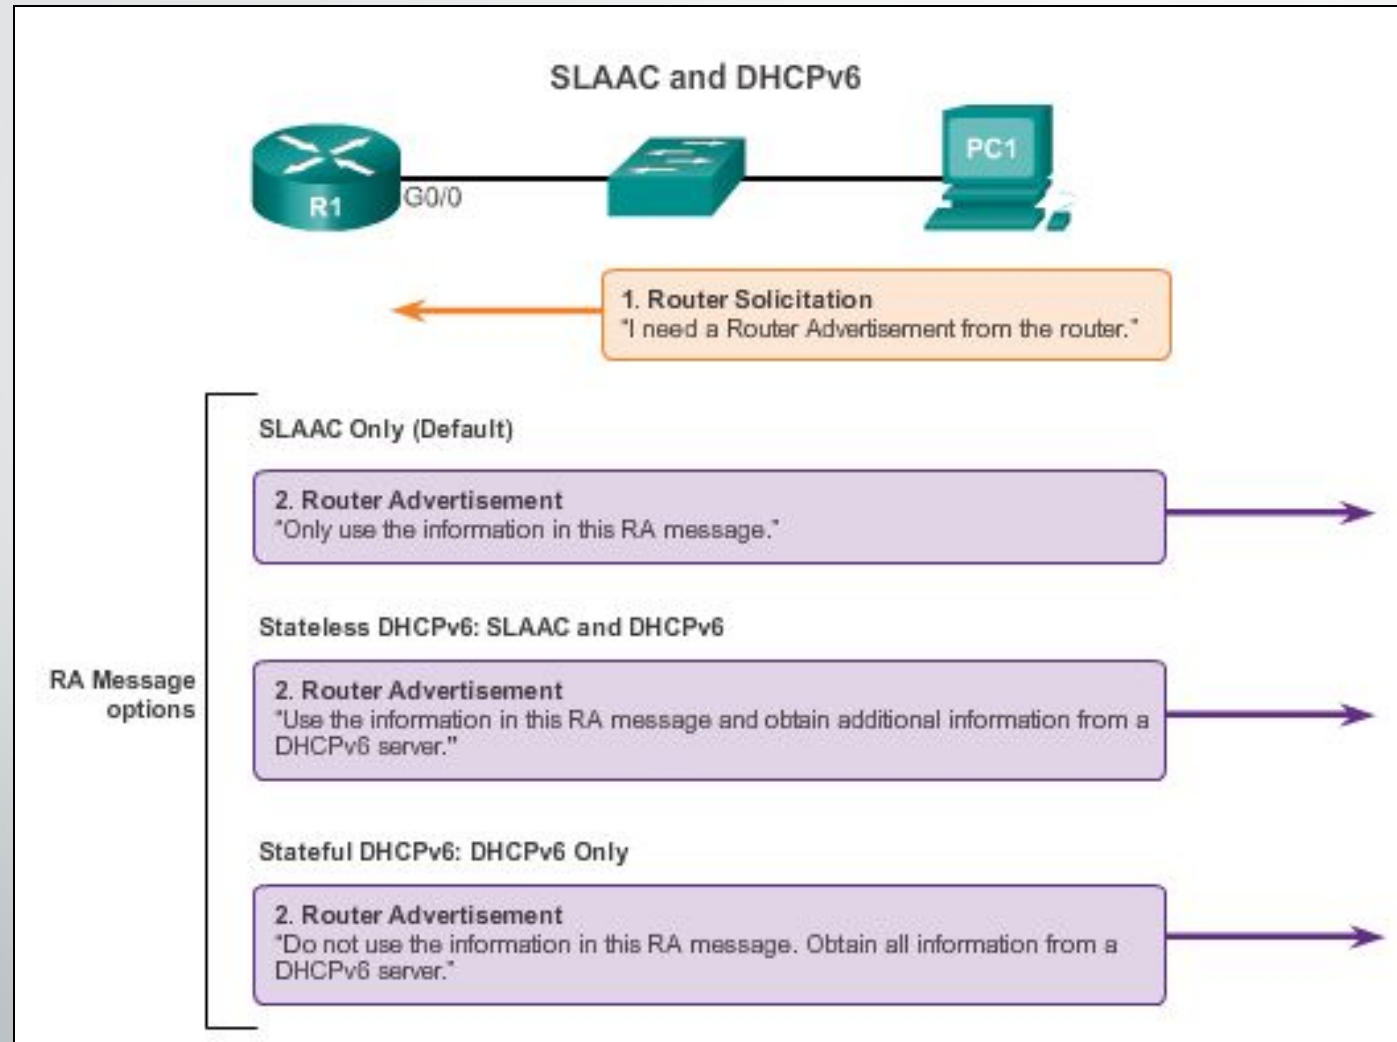 SLAAC and DHCPv6
R1
G0/0
PC1
1. Router Solicitation
"I need a Router Advertisement from the router."
RA Message
options
SLAAC Only (Default)
2. Router Advertisement
"Only use the information in this RA message."
Stateless DHCPv6: SLAAC and DHCPv6
2. Router Advertisement
"Use the information in this RA message and obtain additional information from a
DHCPv6 server."
Stateful DHCPv6: DHCPv6 Only
2. Router Advertisement
"Do not use the information in this RA message. Obtain all information from a
DHCPv6 server."